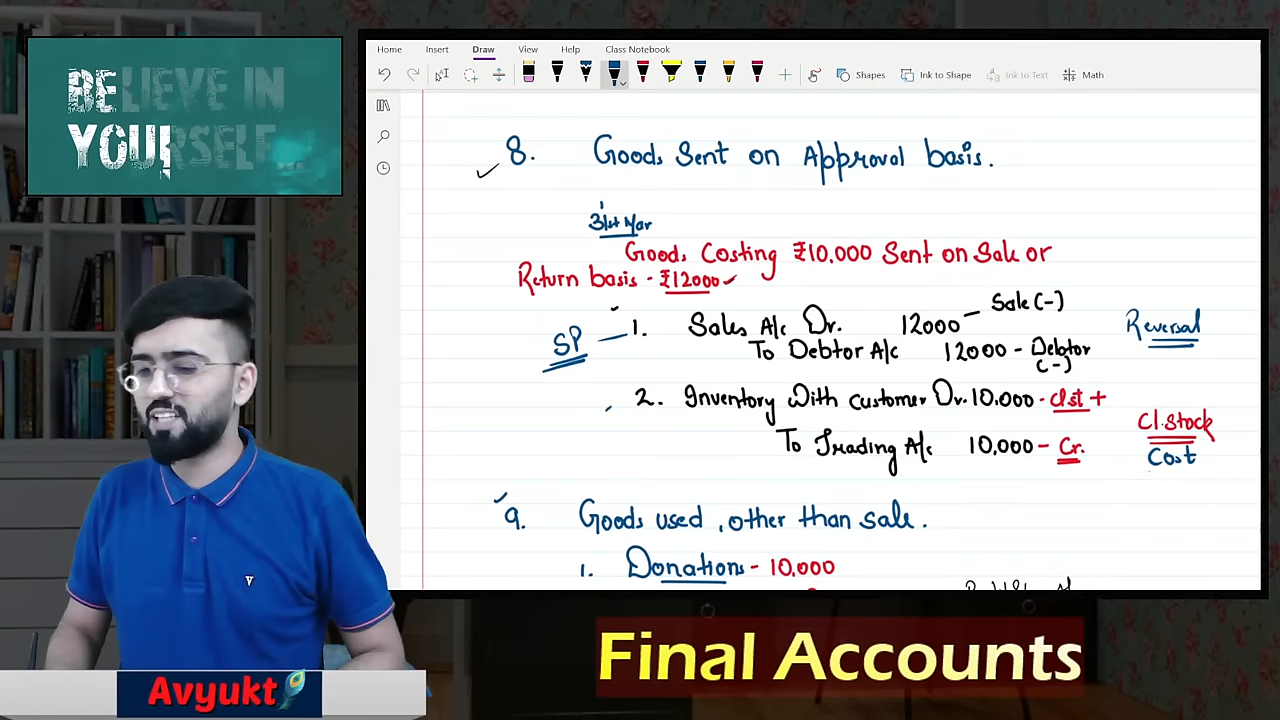 BELIEVE IN
YOURSELF...
Home Insert Draw View Help Class Notebook
Shapes Ink to Shape Ink to Text Math
8. Goods Sent on Approval basis.
31st Mar
Goods Costing ₹10,000 Sent on Sale or
Return basis - ₹12000
SP
1. Sales A/c Dr. 12000 - Sale (-)
To Debtor A/c 12000 - Debtor
(-)
Reversal
2. Inventory With customer Dr. 10,000 - clst +
To Trading A/c 10,000 - Cr.
Cl.Stock
Cost
9. Goods used, other than sale.
1. Donations - 10,000
Final Accounts
Avyukt